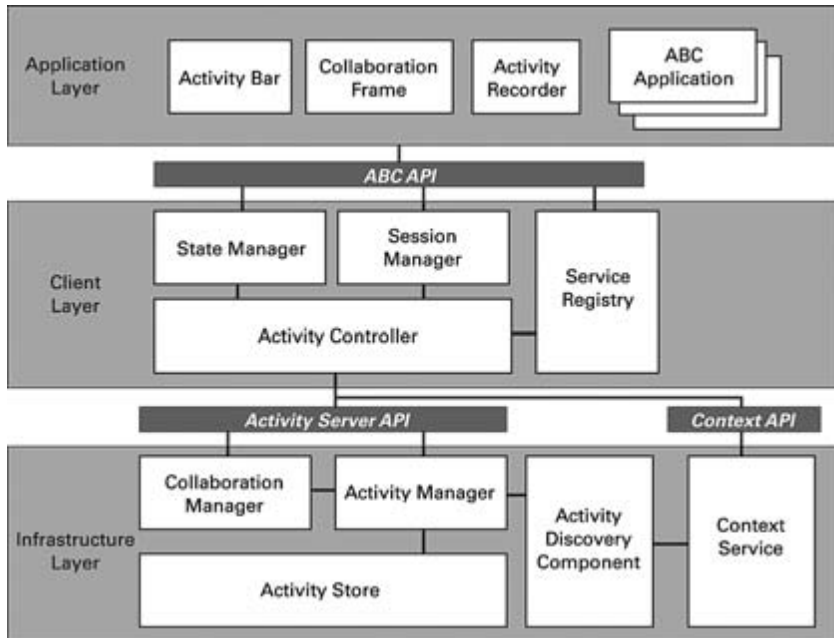 Application
Layer
Activity Bar
Collaboration
Frame
Activity
Recorder
ABC
Application
ABC API
Client
Layer
State Manager
Session
Manager
Service
Registry
Activity Controller
Activity Server API
Context API
Infrastructure
Layer
Collaboration
Manager
Activity Manager
Activity
Discovery
Component
Context
Service
Activity Store